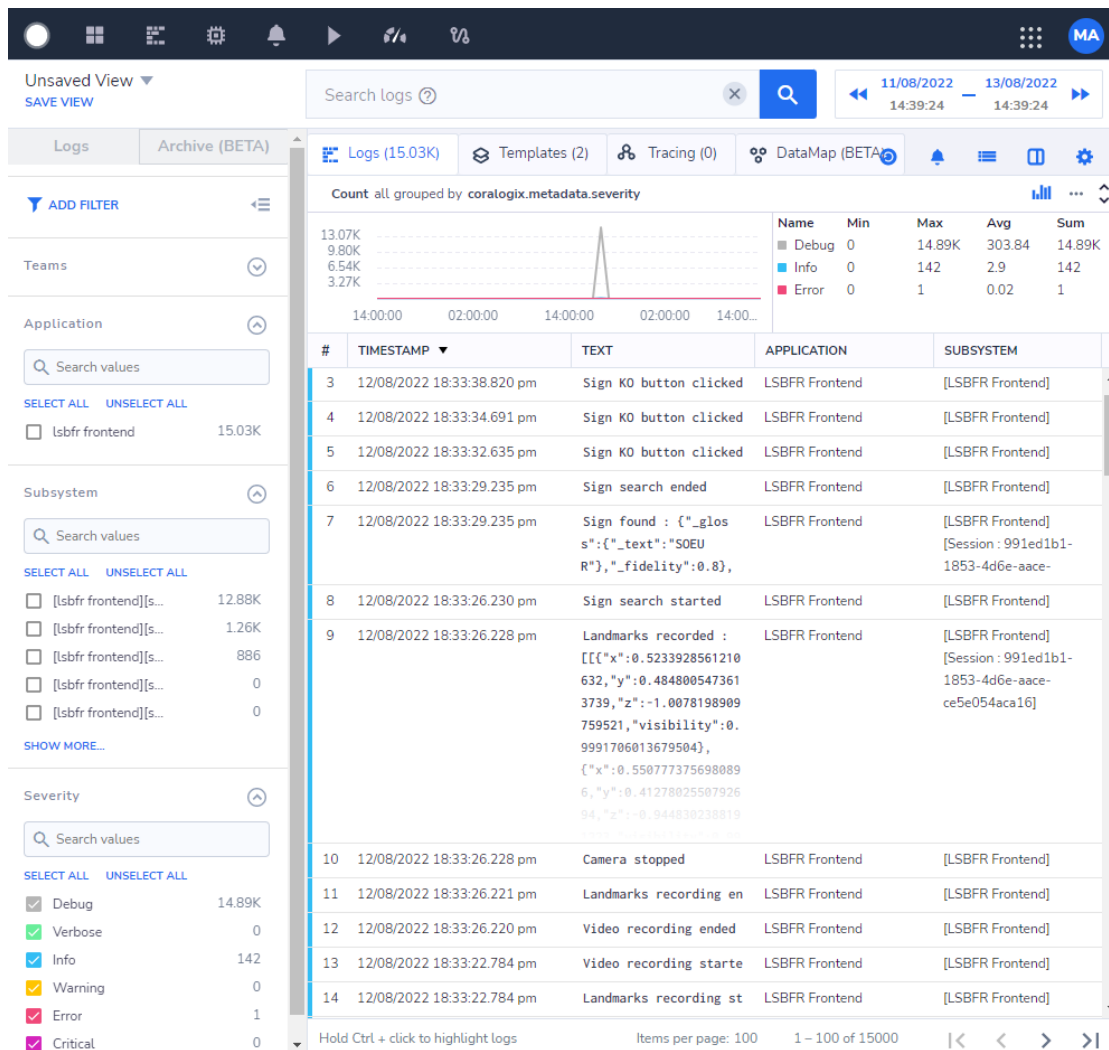 MA
Unsaved View
SAVE VIEW
Search logs
11/08/2022 — 13/08/2022
14:39:24 14:39:24
Logs Archive (BETA)
Logs (15.03K) Templates (2) Tracing (0) DataMap (BETA)
ADD FILTER
Count all grouped by coralogix.metadata.severity
Teams
13.07K
9.80K
6.54K
3.27K
14:00:00 02:00:00 14:00:00 02:00:00 14:00...
Name Min Max Avg Sum
Debug 0 14.89K 303.84 14.89K
Info 0 142 2.9 142
Error 0 1 0.02 1
Application
Search values
SELECT ALL UNSELECT ALL
lsbfr frontend 15.03K
Subsystem
Search values
SELECT ALL UNSELECT ALL
[lsbfr frontend][s... 12.88K
[lsbfr frontend][s... 1.26K
[lsbfr frontend][s... 886
[lsbfr frontend][s... 0
[lsbfr frontend][s... 0
SHOW MORE...
Severity
Search values
SELECT ALL UNSELECT ALL
Debug 14.89K
Verbose 0
Info 142
Warning 0
Error 1
Critical 0
# TIMESTAMP TEXT APPLICATION SUBSYSTEM
3 12/08/2022 18:33:38.820 pm Sign KO button clicked LSBFR Frontend [LSBFR Frontend]
4 12/08/2022 18:33:34.691 pm Sign KO button clicked LSBFR Frontend [LSBFR Frontend]
5 12/08/2022 18:33:32.635 pm Sign KO button clicked LSBFR Frontend [LSBFR Frontend]
6 12/08/2022 18:33:29.235 pm Sign search ended LSBFR Frontend [LSBFR Frontend]
7 12/08/2022 18:33:29.235 pm Sign found : {"_glos LSBFR Frontend [LSBFR Frontend]
s":{"_text":"SOEU [Session : 991ed1b1-
R"},"_fidelity":0.8}, 1853-4d6e-aace-
8 12/08/2022 18:33:26.230 pm Sign search started LSBFR Frontend [LSBFR Frontend]
9 12/08/2022 18:33:26.228 pm Landmarks recorded : LSBFR Frontend [LSBFR Frontend]
[[{"x":0.5233928561210 [Session : 991ed1b1-
632,"y":0.484800547361 1853-4d6e-aace-
3739,"z":-1.0078198909 ce5e054aca16]
759521,"visibility":0.
9991706013679504},
{"x":0.550777375698089
6,"y":0.41278025507926
94,"z":-0.944830238819
10 12/08/2022 18:33:26.228 pm Camera stopped LSBFR Frontend [LSBFR Frontend]
11 12/08/2022 18:33:26.221 pm Landmarks recording en LSBFR Frontend [LSBFR Frontend]
12 12/08/2022 18:33:26.220 pm Video recording ended LSBFR Frontend [LSBFR Frontend]
13 12/08/2022 18:33:22.784 pm Video recording starte LSBFR Frontend [LSBFR Frontend]
14 12/08/2022 18:33:22.784 pm Landmarks recording st LSBFR Frontend [LSBFR Frontend]
Hold Ctrl + click to highlight logs Items per page: 100 1 – 100 of 15000